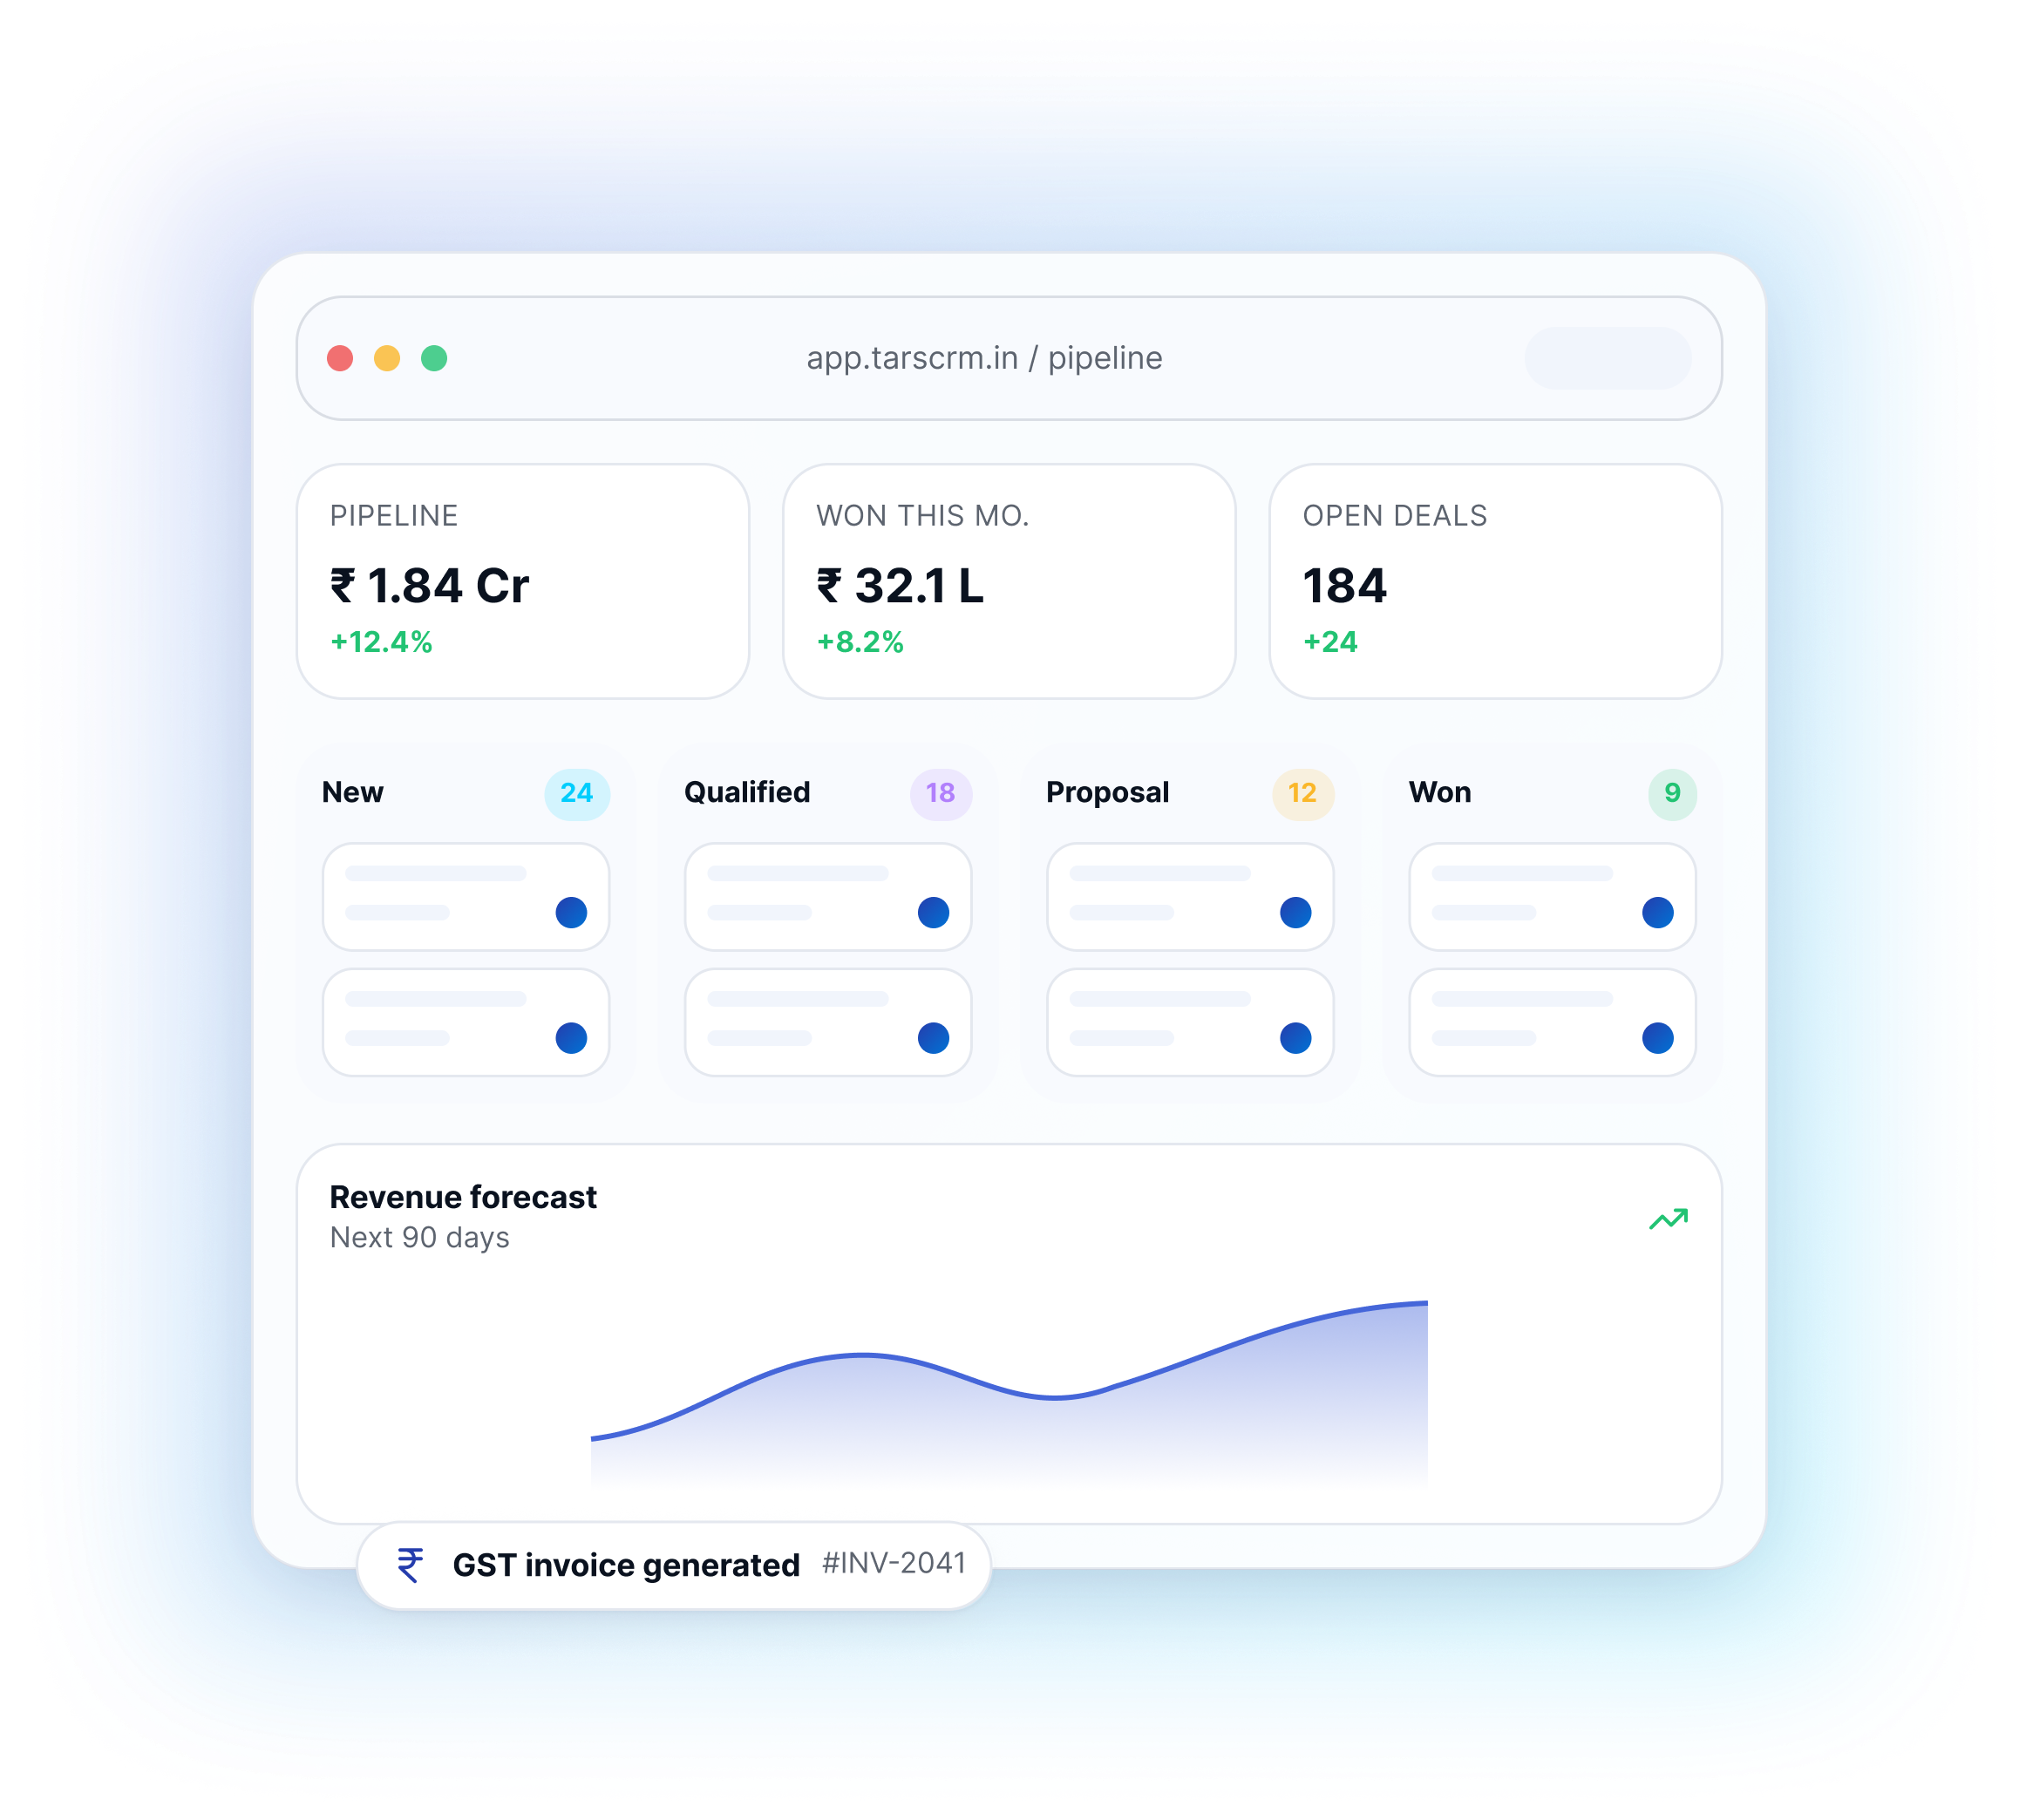 app.tarscrm.in / pipeline
PIPELINE
₹ 1.84 Cr
+12.4%
WON THIS MO.
₹ 32.1 L
+8.2%
OPEN DEALS
184
+24
New 24
Qualified 18
Proposal 12
Won 9
Revenue forecast
Next 90 days
₹ GST invoice generated #INV-2041